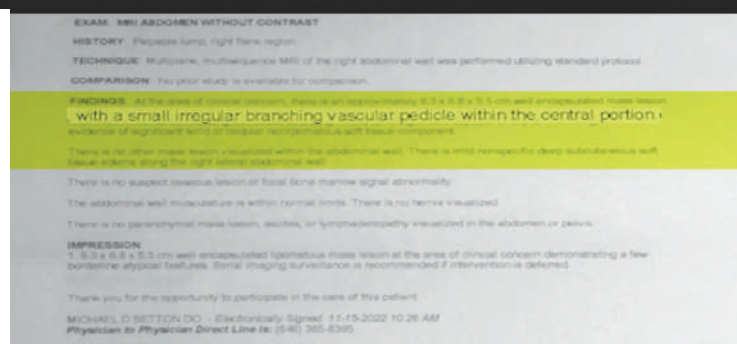 EXAM: MRI ABDOMEN WITHOUT CONTRAST
HISTORY: Palpable lump, right flank region.
TECHNIQUE: Multiplane, multisequence MRI of the right abdominal wall was performed utilizing standard protocol.
COMPARISON: No prior study is available for comparison.
FINDINGS: At the area of clinical concern, there is an approximately 8.3 x 6.8 x 5.5 cm well encapsulated mass lesion
with a small irregular branching vascular pedicle within the central portion
evidence of significant solid or nodular nonlipomatous soft tissue component.
There is no other mass lesion visualized within the abdominal wall. There is mild nonspecific deep subcutaneous soft
tissue edema along the right lateral abdominal wall.
There is no suspect osseous lesion or focal bone marrow signal abnormality.
The abdominal wall musculature is within normal limits. There is no hernia visualized.
There is no parenchymal mass lesion, ascites, or lymphadenopathy visualized in the abdomen or pelvis.
IMPRESSION
1. 8.3 x 6.8 x 5.5 cm well encapsulated lipomatous mass lesion at the area of clinical concern demonstrating a few
borderline atypical features. Serial imaging surveillance is recommended if intervention is deferred.
Thank you for the opportunity to participate in the care of this patient.
MICHAEL D SETTON DO - Electronically Signed: 11-15-2022 10:26 AM
Physician to Physician Direct Line is: (646) 365-8395